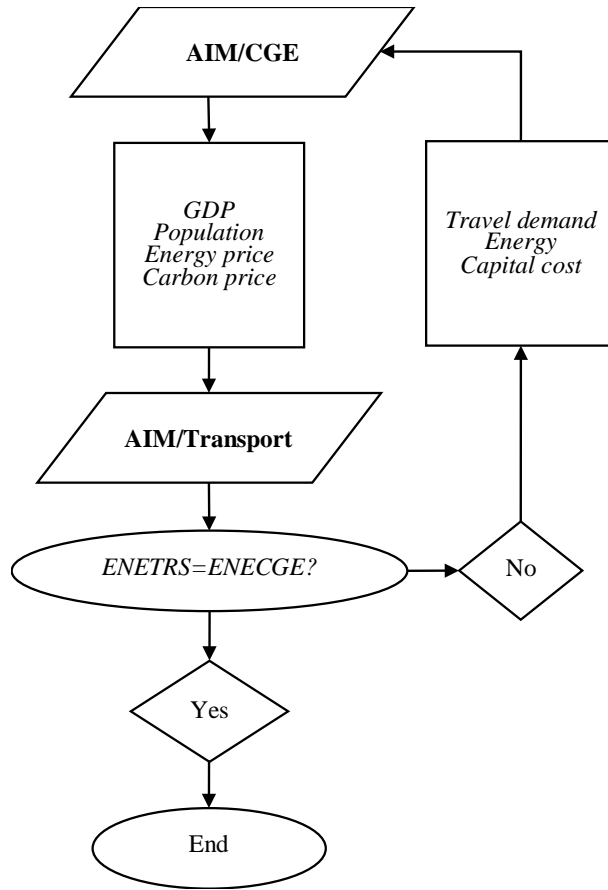 AIM/CGE
GDP
Population
Energy price
Carbon price
Travel demand
Energy
Capital cost
AIM/Transport
ENETRS=ENECGE?
No
Yes
End